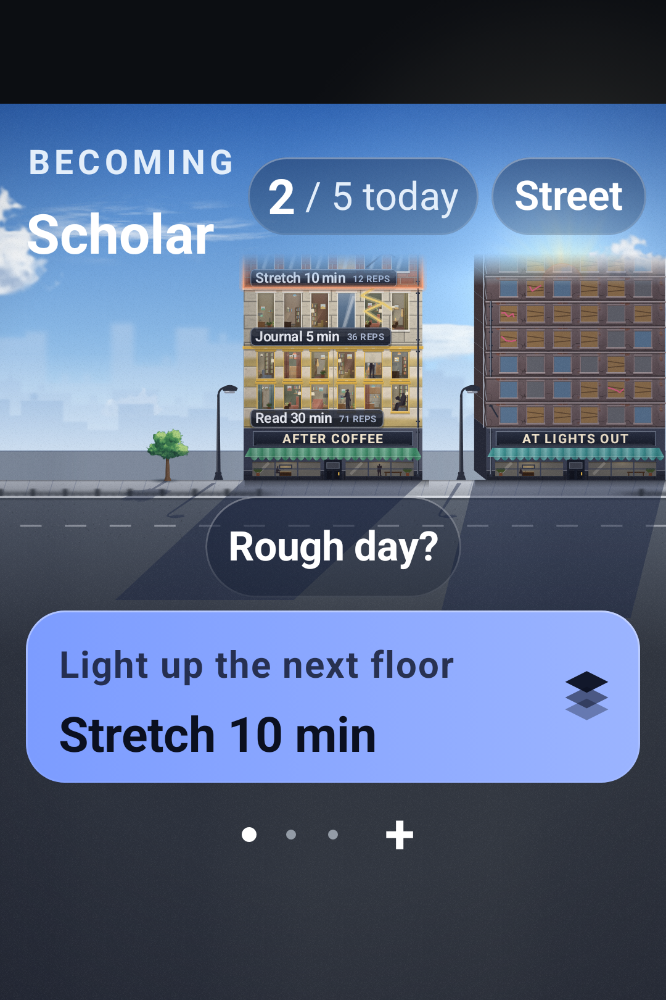 BECOMING
Scholar
2 / 5 today
Street
Stretch 10 min 12 REPS
Journal 5 min 36 REPS
Read 30 min 71 REPS
AFTER COFFEE
AT LIGHTS OUT
Rough day?
Light up the next floor
Stretch 10 min
+